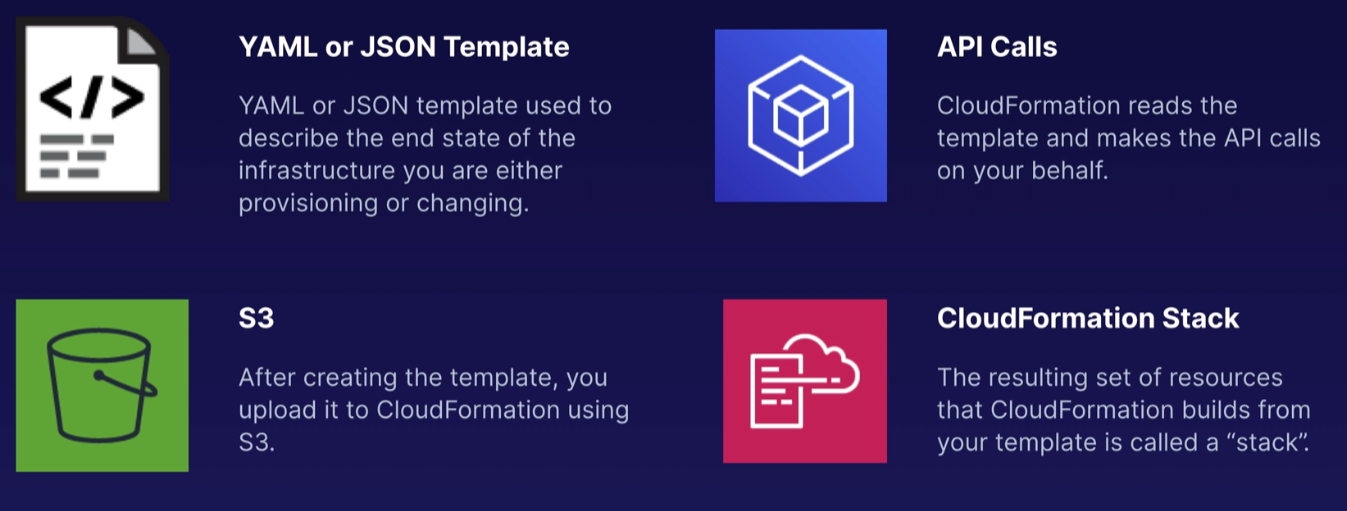 </>
YAML or JSON Template
YAML or JSON template used to
describe the end state of the
infrastructure you are either
provisioning or changing.
API Calls
CloudFormation reads the
template and makes the API calls
on your behalf.
S3
After creating the template, you
upload it to CloudFormation using
S3.
CloudFormation Stack
The resulting set of resources
that CloudFormation builds from
your template is called a “stack”.